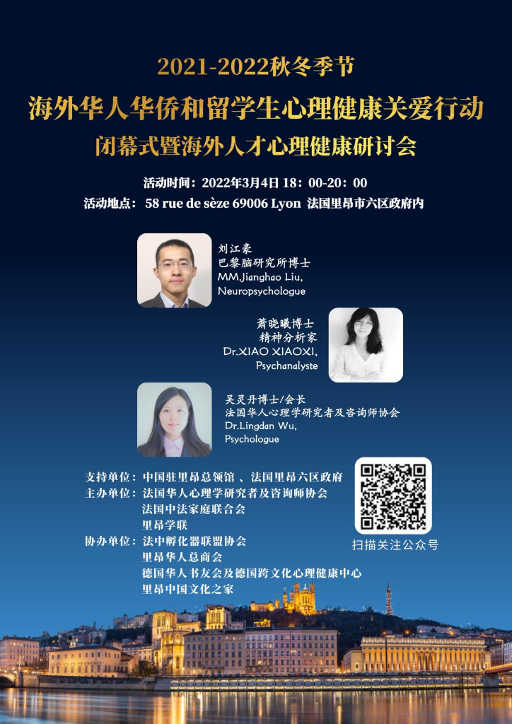 2021-2022秋冬季节
海外华人华侨和留学生心理健康关爱行动
闭幕式暨海外人才心理健康研讨会
活动时间：2022年3月4日 18：00-20：00
活动地点： 58 rue de sèze 69006 Lyon 法国里昂市六区政府内
刘江豪
巴黎脑研究所博士
MM.Jianghao Liu,
Neuropsychologue
萧晓曦博士
精神分析家
Dr.XIAO XIAOXI,
Psychanalyste
吴灵丹博士/会长
法国华人心理学研究者及咨询师协会
Dr.Lingdan Wu,
Psychologue
支持单位：中国驻里昂总领馆 、法国里昂六区政府
主办单位：法国华人心理学研究者及咨询师协会
法国中法家庭联合会
里昂学联
协办单位：法中孵化器联盟协会
里昂华人总商会
德国华人书友会及德国跨文化心理健康中心
里昂中国文化之家
扫描关注公众号